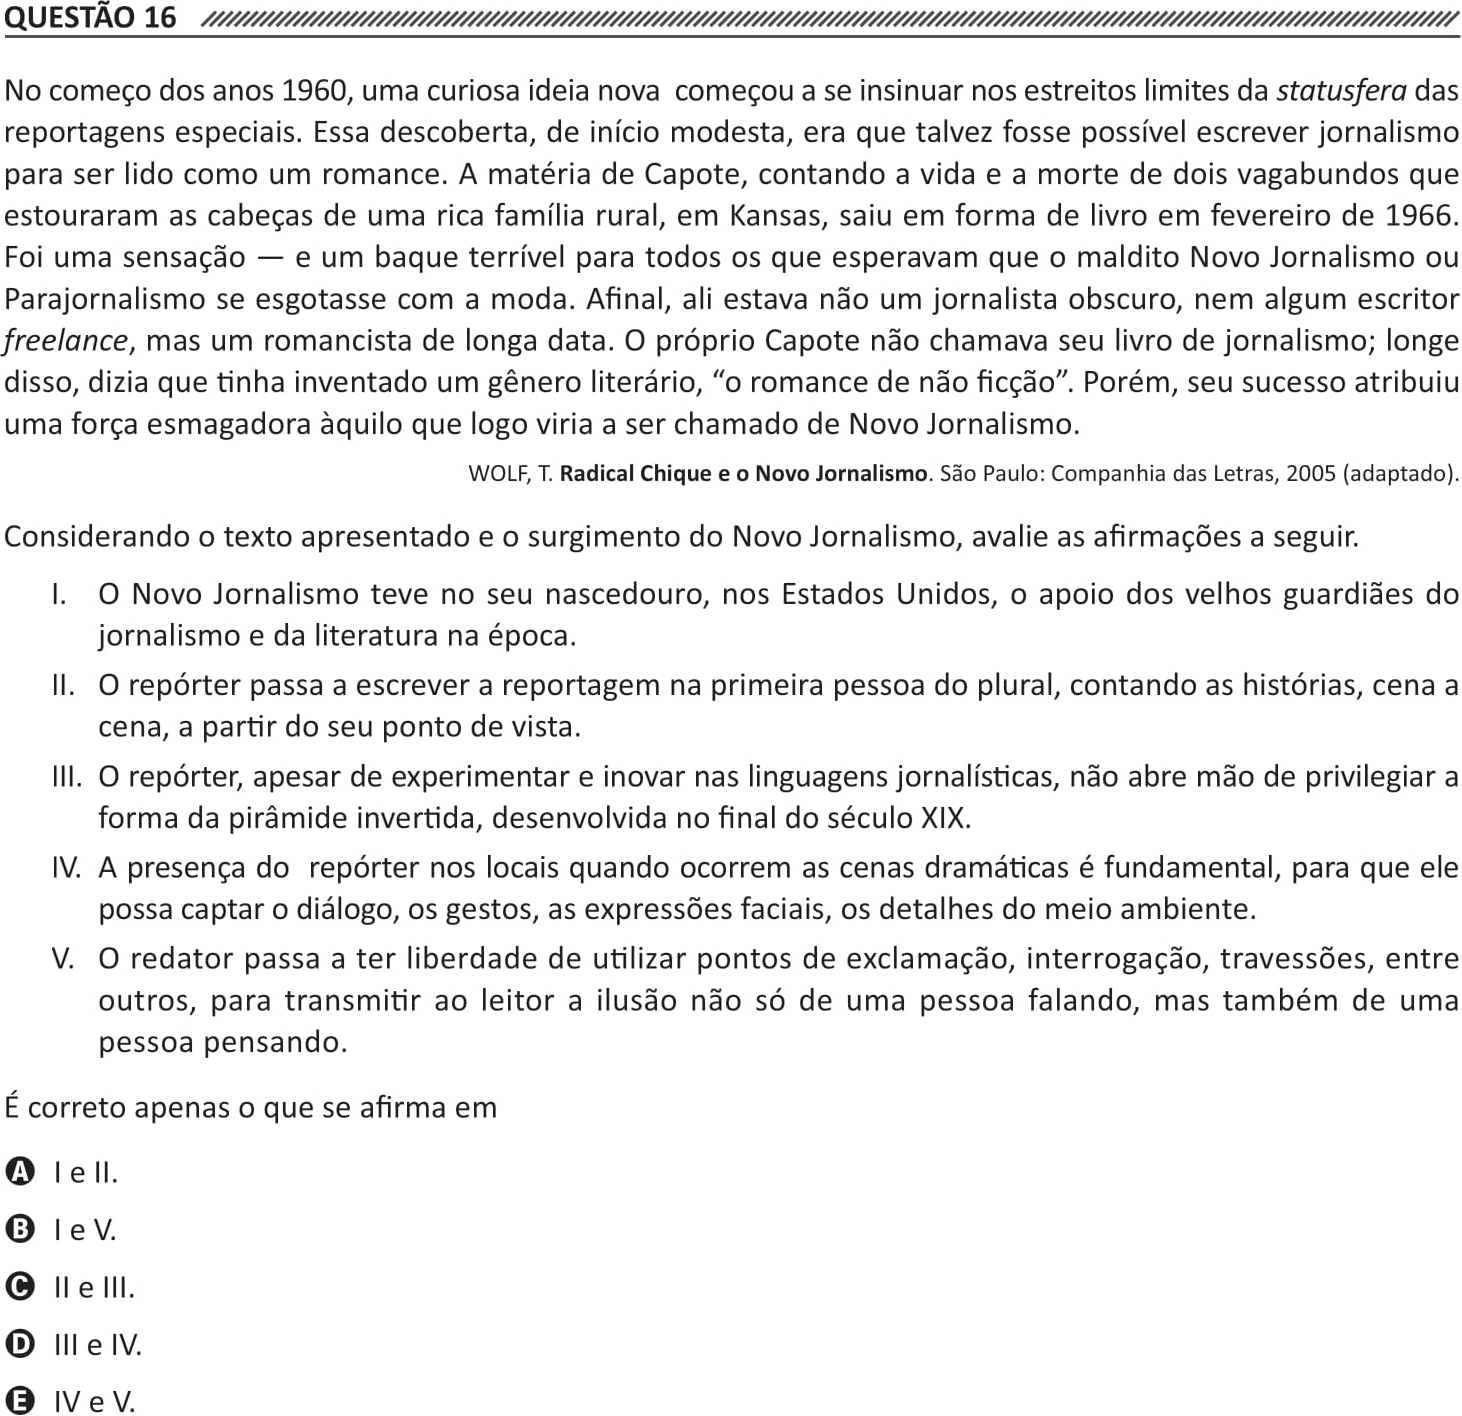 QUESTÃO 16
No começo dos anos 1960, uma curiosa ideia nova começou a se insinuar nos estreitos limites da statusfera das
reportagens especiais. Essa descoberta, de início modesta, era que talvez fosse possível escrever jornalismo
para ser lido como um romance. A matéria de Capote, contando a vida e a morte de dois vagabundos que
estouraram as cabeças de uma rica família rural, em Kansas, saiu em forma de livro em fevereiro de 1966.
Foi uma sensação — e um baque terrível para todos os que esperavam que o maldito Novo Jornalismo ou
Parajornalismo se esgotasse com a moda. Afinal, ali estava não um jornalista obscuro, nem algum escritor
freelance, mas um romancista de longa data. O próprio Capote não chamava seu livro de jornalismo; longe
disso, dizia que tinha inventado um gênero literário, “o romance de não ficção”. Porém, seu sucesso atribuiu
uma força esmagadora àquilo que logo viria a ser chamado de Novo Jornalismo.
WOLF, T. Radical Chique e o Novo Jornalismo. São Paulo: Companhia das Letras, 2005 (adaptado).
Considerando o texto apresentado e o surgimento do Novo Jornalismo, avalie as afirmações a seguir.
I. O Novo Jornalismo teve no seu nascedouro, nos Estados Unidos, o apoio dos velhos guardiães do
jornalismo e da literatura na época.
II. O repórter passa a escrever a reportagem na primeira pessoa do plural, contando as histórias, cena a
cena, a partir do seu ponto de vista.
III. O repórter, apesar de experimentar e inovar nas linguagens jornalísticas, não abre mão de privilegiar a
forma da pirâmide invertida, desenvolvida no final do século XIX.
IV. A presença do repórter nos locais quando ocorrem as cenas dramáticas é fundamental, para que ele
possa captar o diálogo, os gestos, as expressões faciais, os detalhes do meio ambiente.
V. O redator passa a ter liberdade de utilizar pontos de exclamação, interrogação, travessões, entre
outros, para transmitir ao leitor a ilusão não só de uma pessoa falando, mas também de uma
pessoa pensando.
É correto apenas o que se afirma em
A I e II.
B I e V.
C II e III.
D III e IV.
E IV e V.